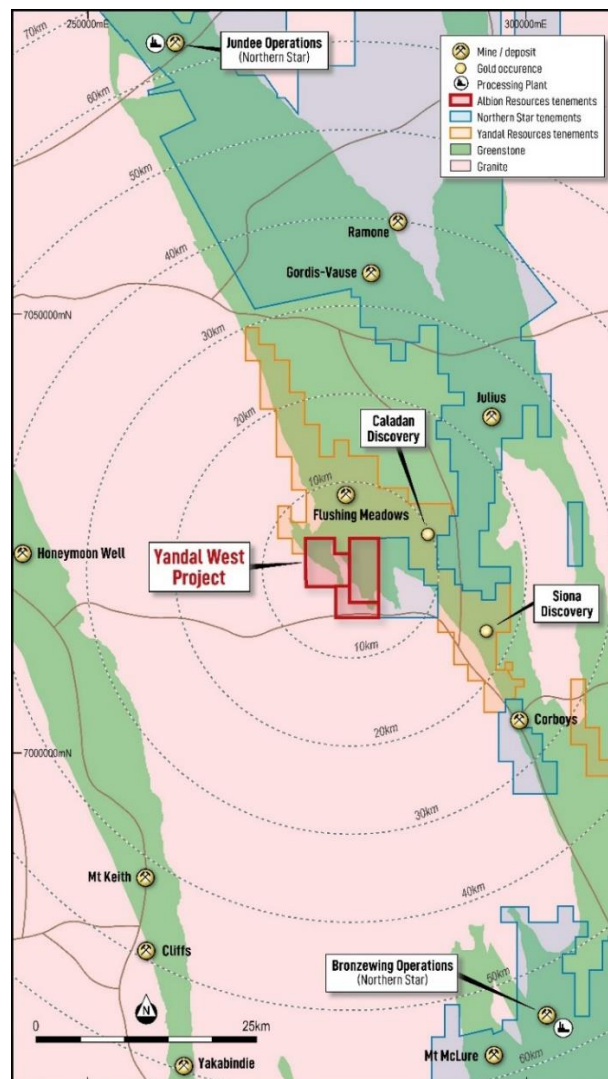 250000mE
300000mE
70km
Jundee Operations
(Northern Star)
Mine / deposit
Gold occurence
Processing Plant
Albion Resources tenements
Northern Star tenements
Yandal Resources tenements
Greenstone
Granite
60km
50km
Ramone
40km
Gordis-Vause
7050000mN
30km
Julius
20km
Caladan
Discovery
10km
Flushing Meadows
Honeymoon Well
Yandal West
Project
Siona
Discovery
10km
Corboys
20km
7000000mN
30km
Mt Keith
40km
Cliffs
Bronzewing Operations
(Northern Star)
50km
N
0
25km
Mt McLure
60km
Yakabindie